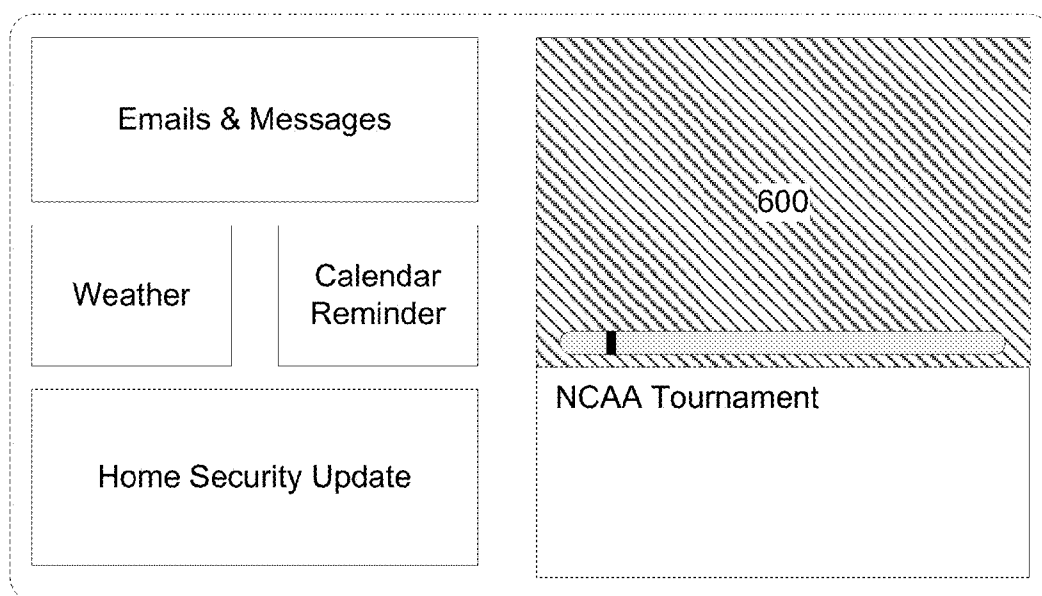 Emails & Messages
Weather
Calendar
Reminder
Home Security Update
600
NCAA Tournament